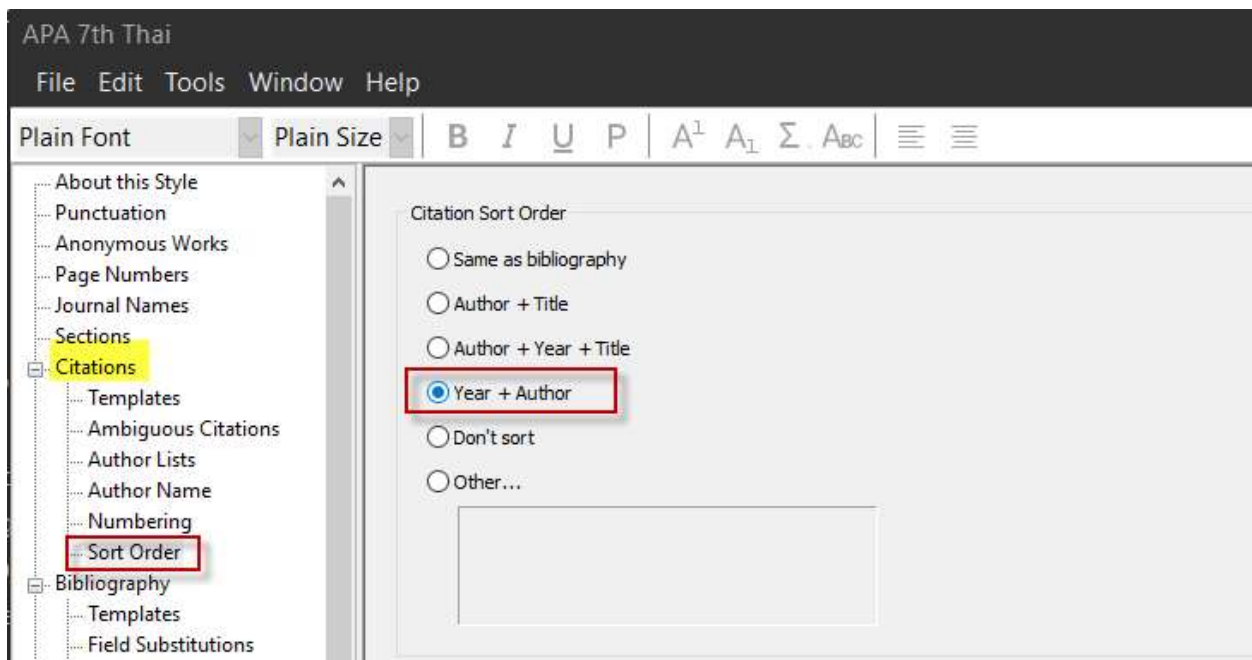 APA 7th Thai
File Edit Tools Window Help
Plain Font Plain Size B I U P A1 A1 Σ ABC
About this Style
Punctuation
Anonymous Works
Page Numbers
Journal Names
Sections
Citations
Templates
Ambiguous Citations
Author Lists
Author Name
Numbering
Sort Order
Bibliography
Templates
Field Substitutions
Citation Sort Order
Same as bibliography
Author + Title
Author + Year + Title
Year + Author
Don't sort
Other...